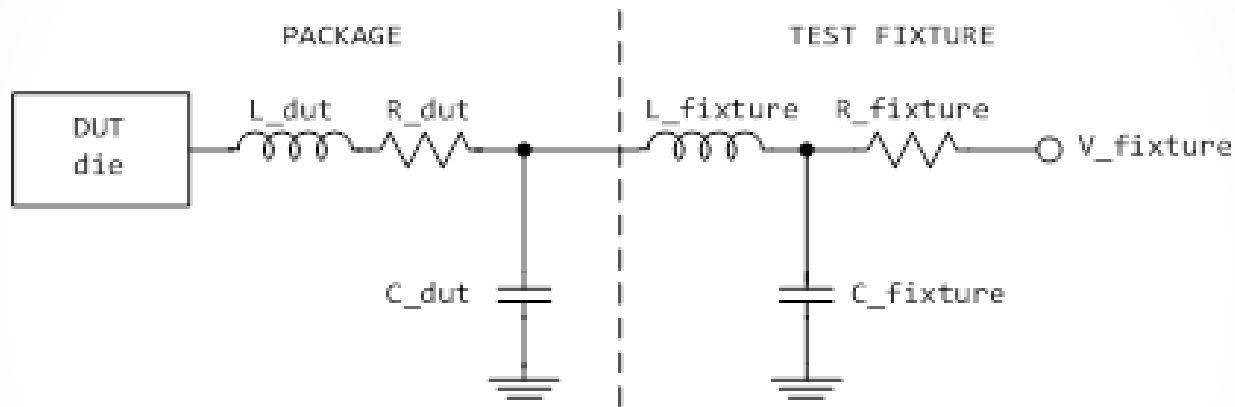 PACKAGE
TEST FIXTURE
L_dut
R_dut
L_fixture
R_fixture
DUT
die
V_fixture
C_dut
C_fixture